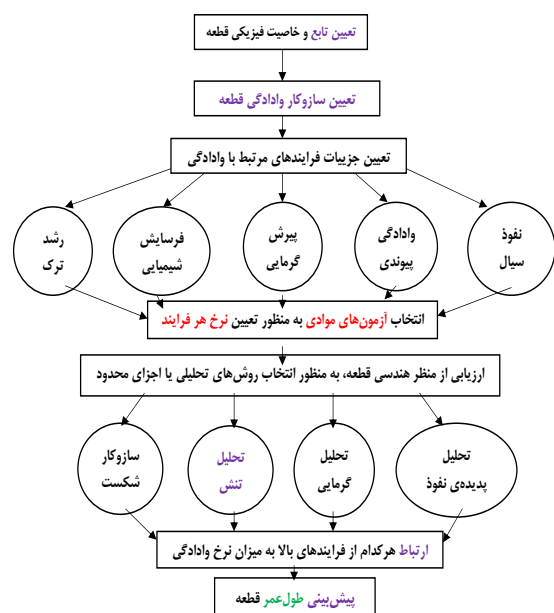 تعیین تابع و خاصیت فیزیکی قطعه
تعیین سازوکار وادادگی قطعه
تعیین جزییات فرایندهای مرتبط با وادادگی
نفوذ
سیال
وادادگی
پیوندی
پیرش
گرمایی
فرسایش
شیمیایی
رشد
ترک
انتخاب آزمون‌های موادی به منظور تعیین نرخ هر فرایند
ارزیابی از منظر هندسی قطعه، به منظور انتخاب روش‌های تحلیلی یا اجزای محدود
تحلیل
پدیده‌ی نفوذ
تحلیل
گرمایی
تحلیل
تنش
سازوکار
شکست
ارتباط هرکدام از فرایندهای بالا به میزان نرخ وادادگی
پیش‌بینی طول‌عمر قطعه